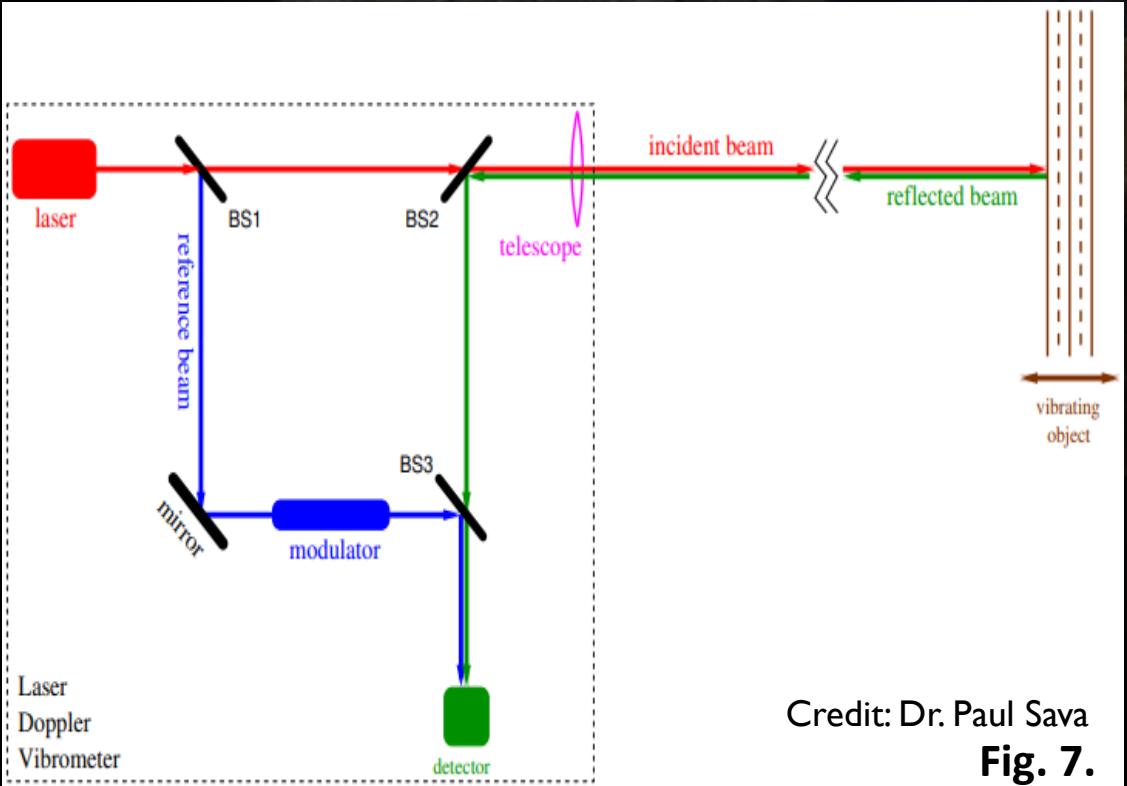 incident beam
laser
BS1
BS2
reflected beam
telescope
reference beam
vibrating
object
BS3
mirror
modulator
Laser
Doppler
Vibrometer
detector
Credit: Dr. Paul Sava
Fig. 7.